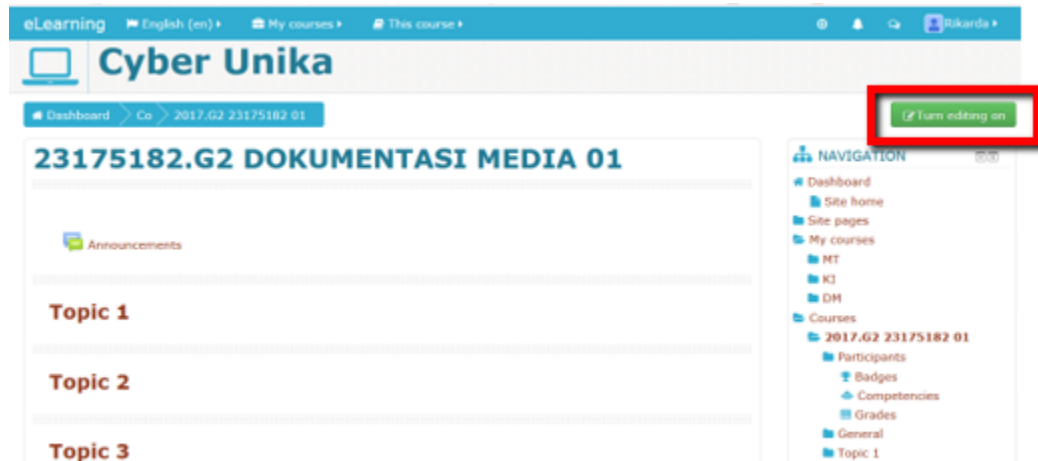 eLearning English (en) My courses This course Rikarda
Cyber Unika
Dashboard Co 2017.G2 23175182 01
Turn editing on
23175182.G2 DOKUMENTASI MEDIA 01
Announcements
Topic 1
Topic 2
Topic 3
NAVIGATION
Dashboard
Site home
Site pages
My courses
MT
KI
DM
Courses
2017.G2 23175182 01
Participants
Badges
Competencies
Grades
General
Topic 1